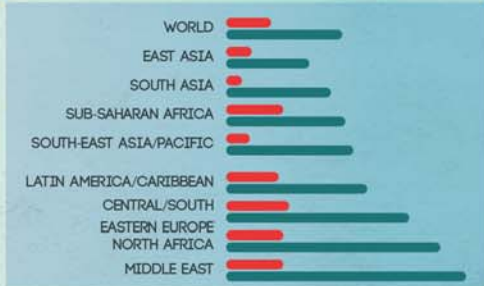 WORLD
EAST ASIA
SOUTH ASIA
SUB-SAHARAN AFRICA
SOUTH-EAST ASIA/PACIFIC
LATIN AMERICA/CARIBBEAN
CENTRAL/SOUTH
EASTERN EUROPE
NORTH AFRICA
MIDDLE EAST